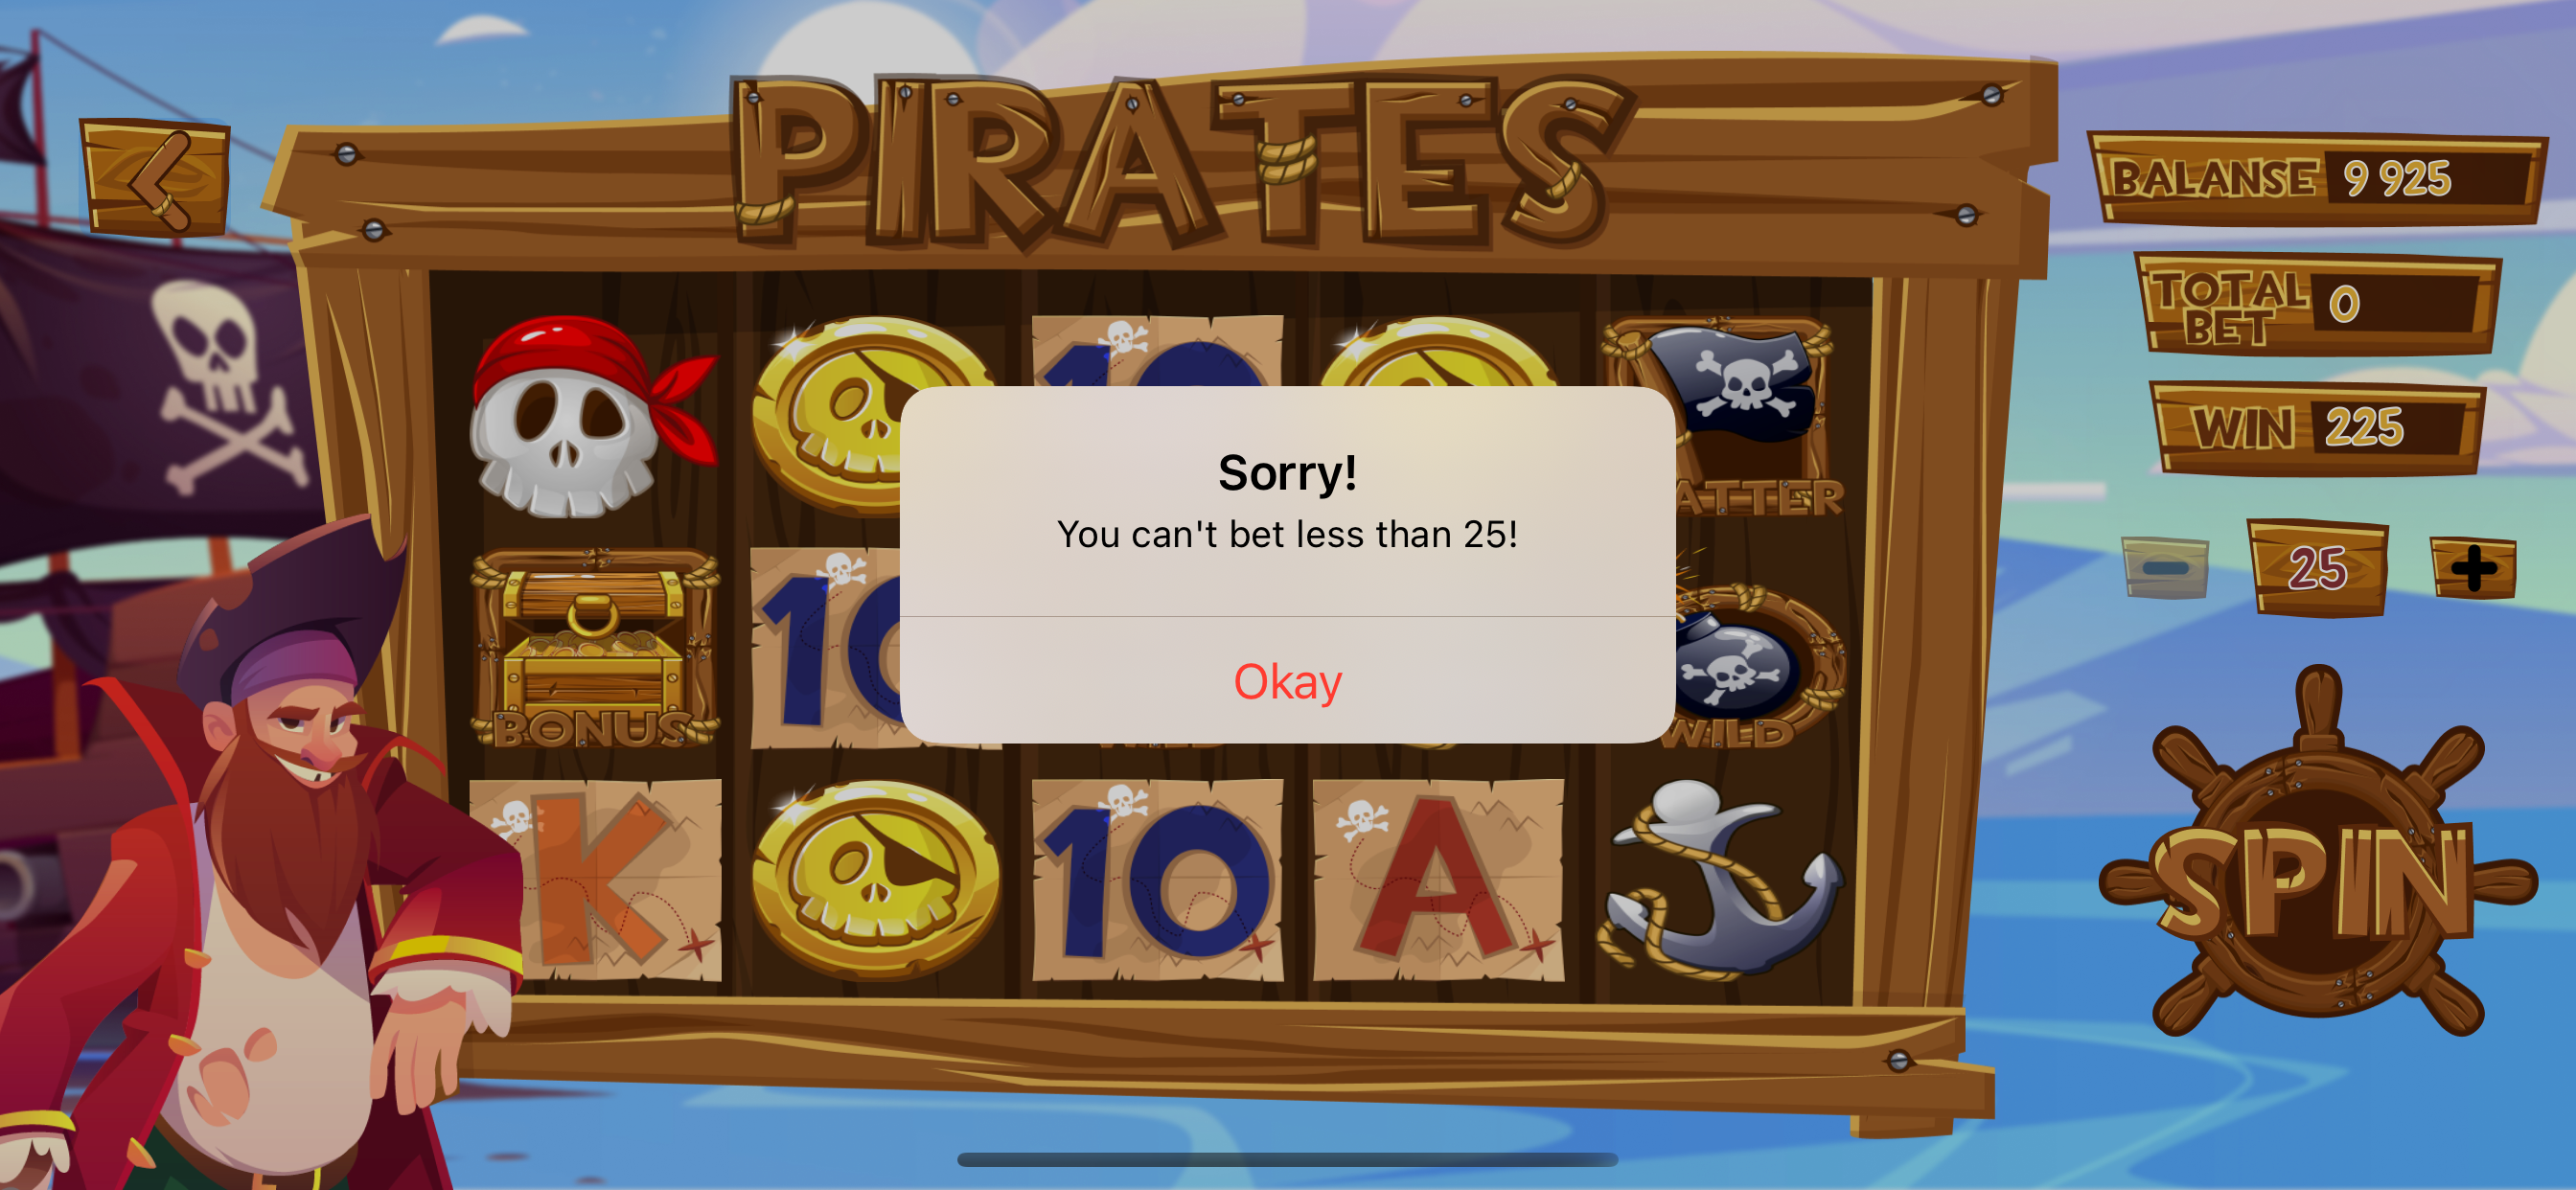 PIRATES
BALANSE 9 925
TOTAL BET 0
WIN 225
25
Sorry!
You can't bet less than 25!
Okay
BONUS
10
WILD
K
10
A
SPIN